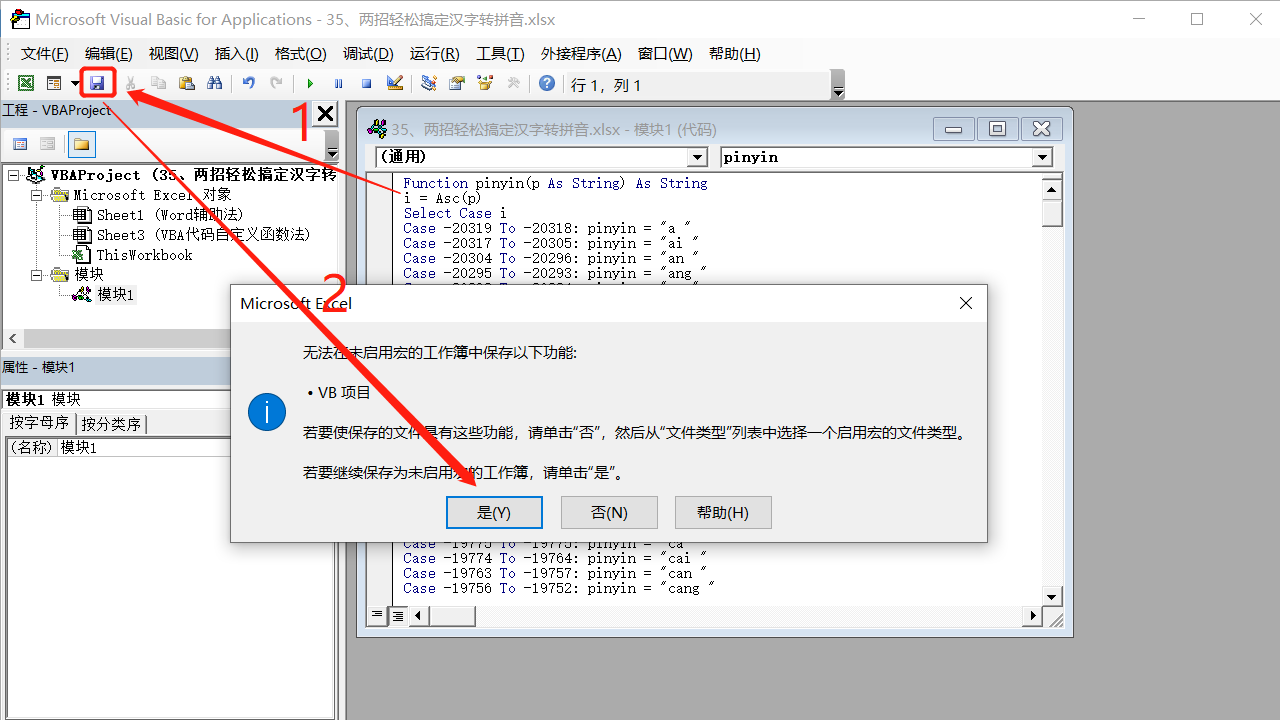 Microsoft Visual Basic for Applications - 35、两招轻松搞定汉字转拼音.xlsx
文件(F) 编辑(E) 视图(V) 插入(I) 格式(O) 调试(D) 运行(R) 工具(T) 外接程序(A) 窗口(W) 帮助(H)
行 1，列 1
工程 - VBAProject
1
VBAProject (35、两招轻松搞定汉字转
Microsoft Excel 对象
Sheet1 (Word辅助法)
Sheet3 (VBA代码自定义函数法)
ThisWorkbook
模块
模块1
属性 - 模块1
模块1 模块
按字母序 按分类序
(名称) 模块1
35、两招轻松搞定汉字转拼音.xlsx - 模块1 (代码)
(通用) pinyin
Function pinyin(p As String) As String
i = Asc(p)
Select Case i
Case -20319 To -20318: pinyin = "a "
Case -20317 To -20305: pinyin = "ai "
Case -20304 To -20296: pinyin = "an "
Case -20295 To -20293: pinyin = "ang "
2
Microsoft Excel
无法在未启用宏的工作簿中保存以下功能:
• VB 项目
若要使保存的文件具有这些功能，请单击“否”，然后从“文件类型”列表中选择一个启用宏的文件类型。
若要继续保存为未启用宏的工作簿，请单击“是”。
是(Y) 否(N) 帮助(H)
Case -19775 To -19775: pinyin = "ca "
Case -19774 To -19764: pinyin = "cai "
Case -19763 To -19757: pinyin = "can "
Case -19756 To -19752: pinyin = "cang "